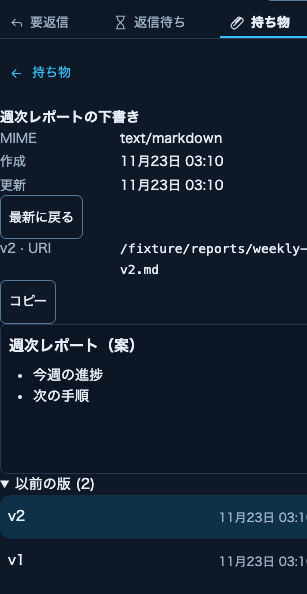 要返信 返信待ち 持ち物
← 持ち物
週次レポートの下書き
MIME text/markdown
作成 11月23日 03:10
更新 11月23日 03:10
最新に戻る
v2 · URI /fixture/reports/weekly-
v2.md
コピー
週次レポート（案）
• 今週の進捗
• 次の手順
▼ 以前の版 (2)
v2 11月23日 03:1
v1 11月23日 03:1